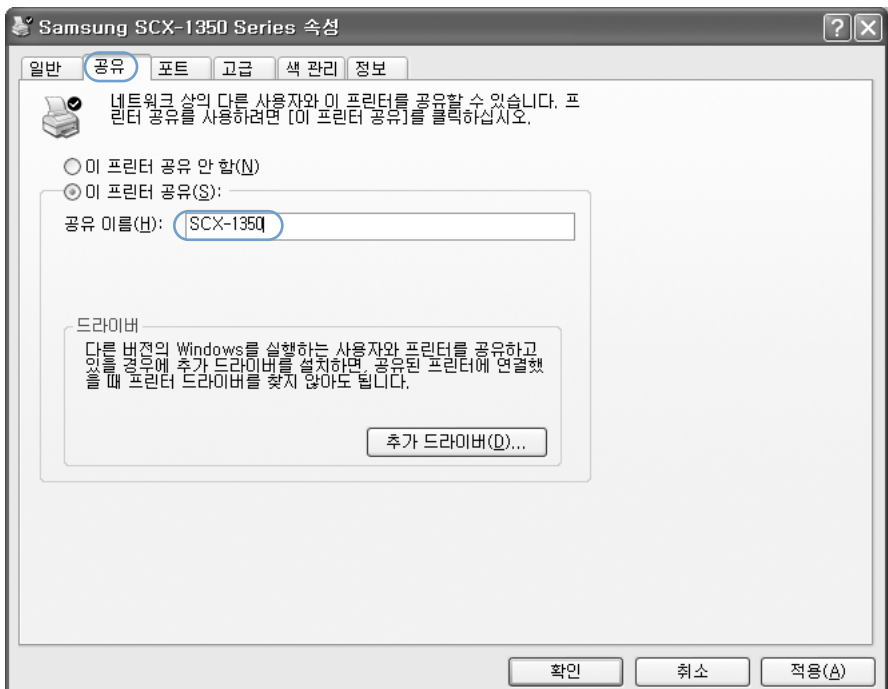 Samsung SCX-1350 Series 속성
일반 공유 포트 고급 색 관리 정보
네트워크 상의 다른 사용자와 이 프린터를 공유할 수 있습니다. 프
린터 공유를 사용하려면 [이 프린터 공유]를 클릭하십시오.
이 프린터 공유 안 함(N)
이 프린터 공유(S):
공유 이름(H): SCX-1350
드라이버
다른 버전의 Windows를 실행하는 사용자와 프린터를 공유하고
있을 경우에 추가 드라이버를 설치하면, 공유된 프린터에 연결했
을 때 프린터 드라이버를 찾지 않아도 됩니다.
추가 드라이버(D)...
확인 취소 적용(A)